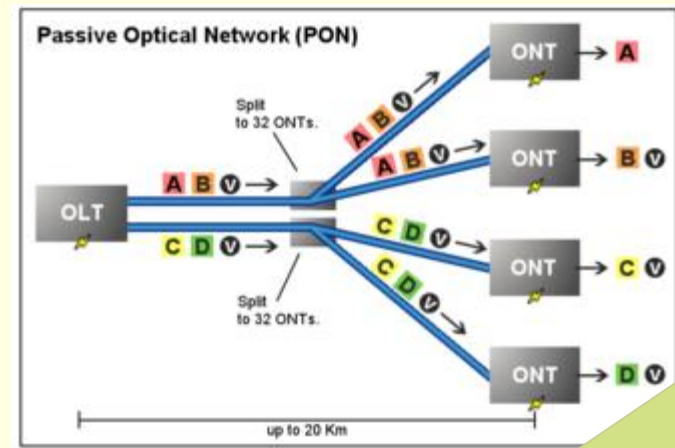 Passive Optical Network (PON)
Split
to 32 ONTs.
A B V
OLT
C D V
Split
to 32 ONTs.
A B V
A B V
C D V
C D V
ONT
A
ONT
B V
ONT
C V
ONT
D V
up to 20 Km